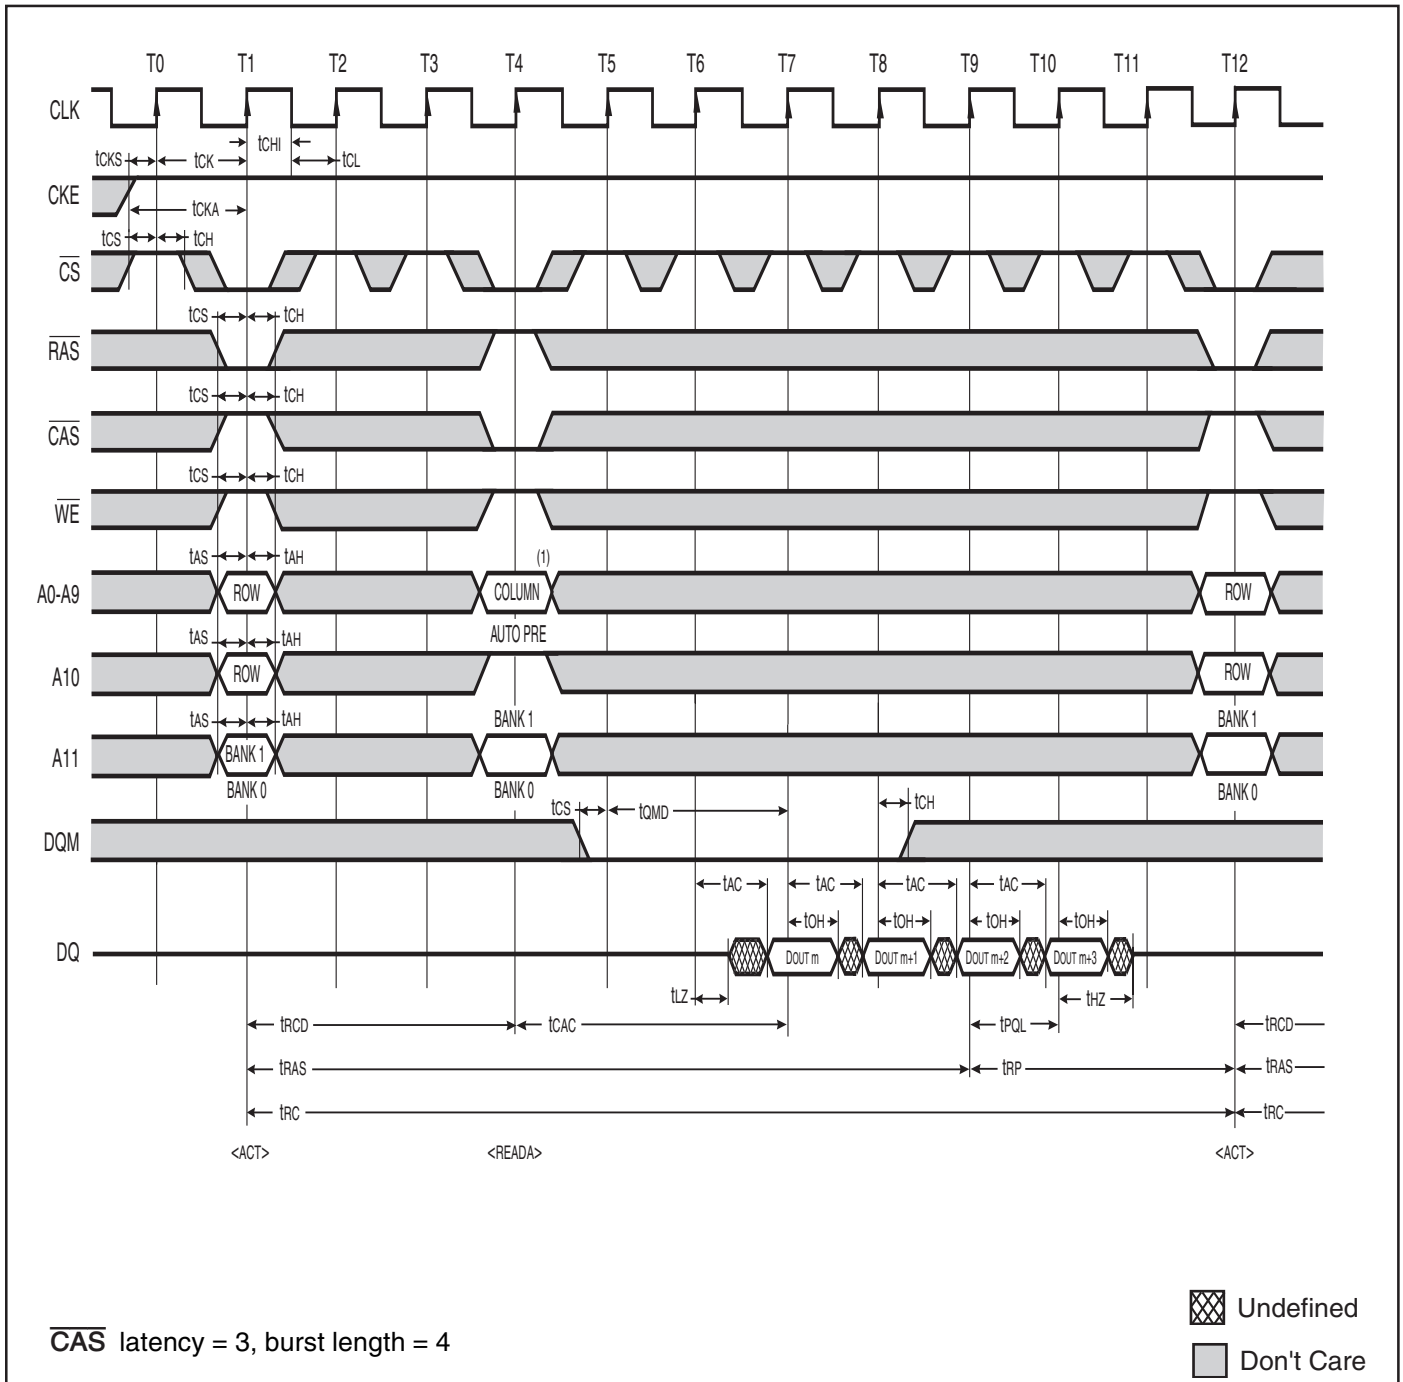 T0 T1 T2 T3 T4 T5 T6 T7 T8 T9 T10 T11 T12
CLK
tCHI
tCKS tCK tCL
CKE
tCKA
tCS tCH
CS
tCS tCH
RAS
tCS tCH
CAS
tCS tCH
WE
tAS tAH (1)
A0-A9 ROW COLUMN ROW
tAS tAH AUTO PRE
A10 ROW ROW
tAS tAH BANK 1 BANK 1
A11 BANK 1
BANK 0 BANK 0 BANK 0
tCS tQMD tCH
DQM
tAC tAC tAC tAC
tOH tOH tOH tOH
DQ DOUT m DOUT m+1 DOUT m+2 DOUT m+3
tLZ tHZ
tRCD tCAC tPQL tRCD
tRAS tRP tRAS
tRC tRC
<ACT> <READA> <ACT>
Undefined
CAS latency = 3, burst length = 4
Don't Care